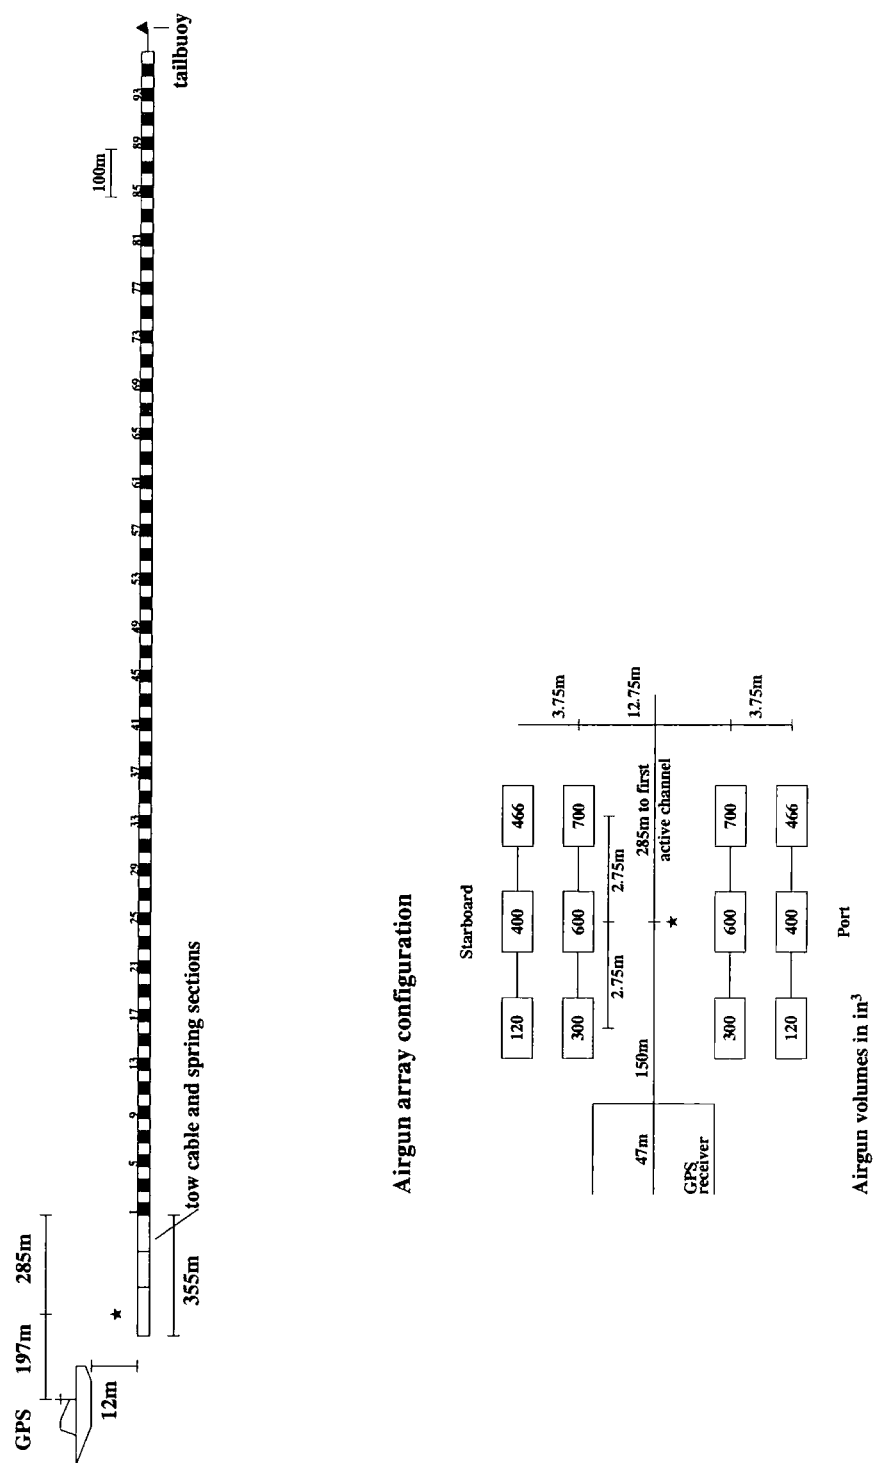 GPS
197m
285m
12m
355m
tow cable and spring sections
1
5
9
13
17
21
25
29
33
37
41
45
49
53
57
61
65
69
73
77
81
85
89
93
100m
tailbuoy
Airgun array configuration
Starboard
120
400
466
300
600
700
2.75m
2.75m
47m
150m
285m to first
active channel
GPS
receiver
3.75m
12.75m
3.75m
300
600
700
120
400
466
Port
Airgun volumes in in³